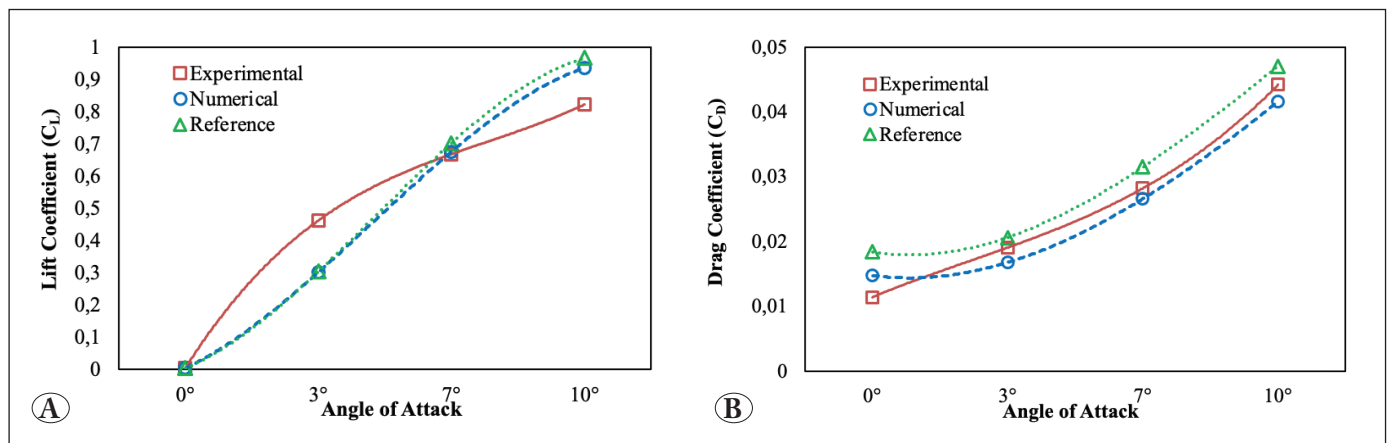 1
0,9
0,8
0,7
0,6
0,5
0,4
0,3
0,2
0,1
0
Lift Coefficient (CL)
Experimental
Numerical
Reference
0° 3° 7° 10°
Angle of Attack
A
0,05
0,04
0,03
0,02
0,01
0
Drag Coefficient (CD)
Experimental
Numerical
Reference
0° 3° 7° 10°
Angle of Attack
B